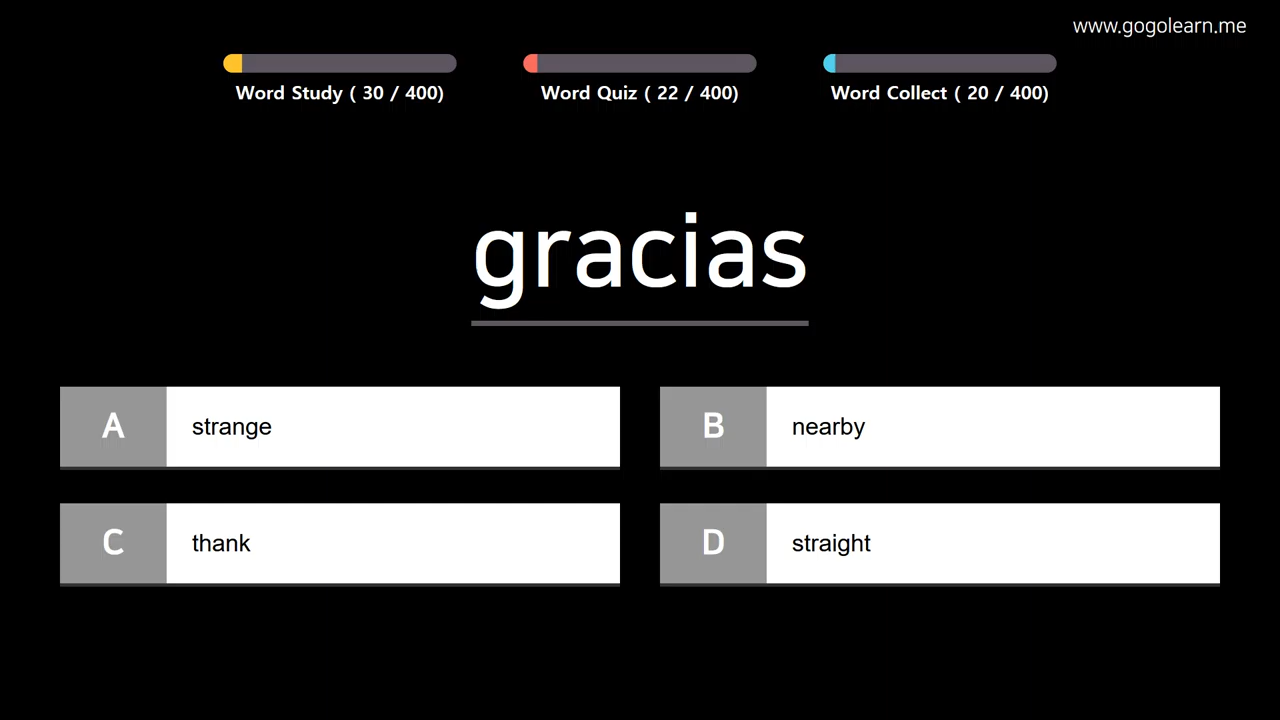 www.gogolearn.me
Word Study ( 30 / 400)
Word Quiz ( 22 / 400)
Word Collect ( 20 / 400)
gracias
A strange
B nearby
C thank
D straight